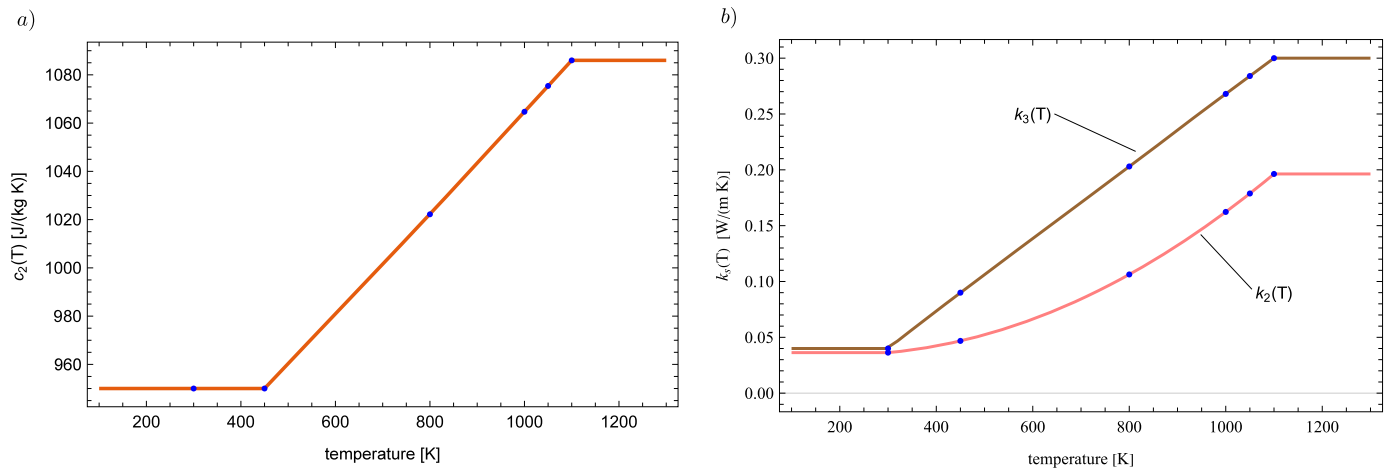 a)
1080
1060
1040
1020
1000
980
960
c₂(T) [J/(kg K)]
200 400 600 800 1000 1200
temperature [K]
b)
0.30
0.25
0.20
0.15
0.10
0.05
0.00
kₛ(T) [W/(m K)]
k₃(T)
k₂(T)
200 400 600 800 1000 1200
temperature [K]